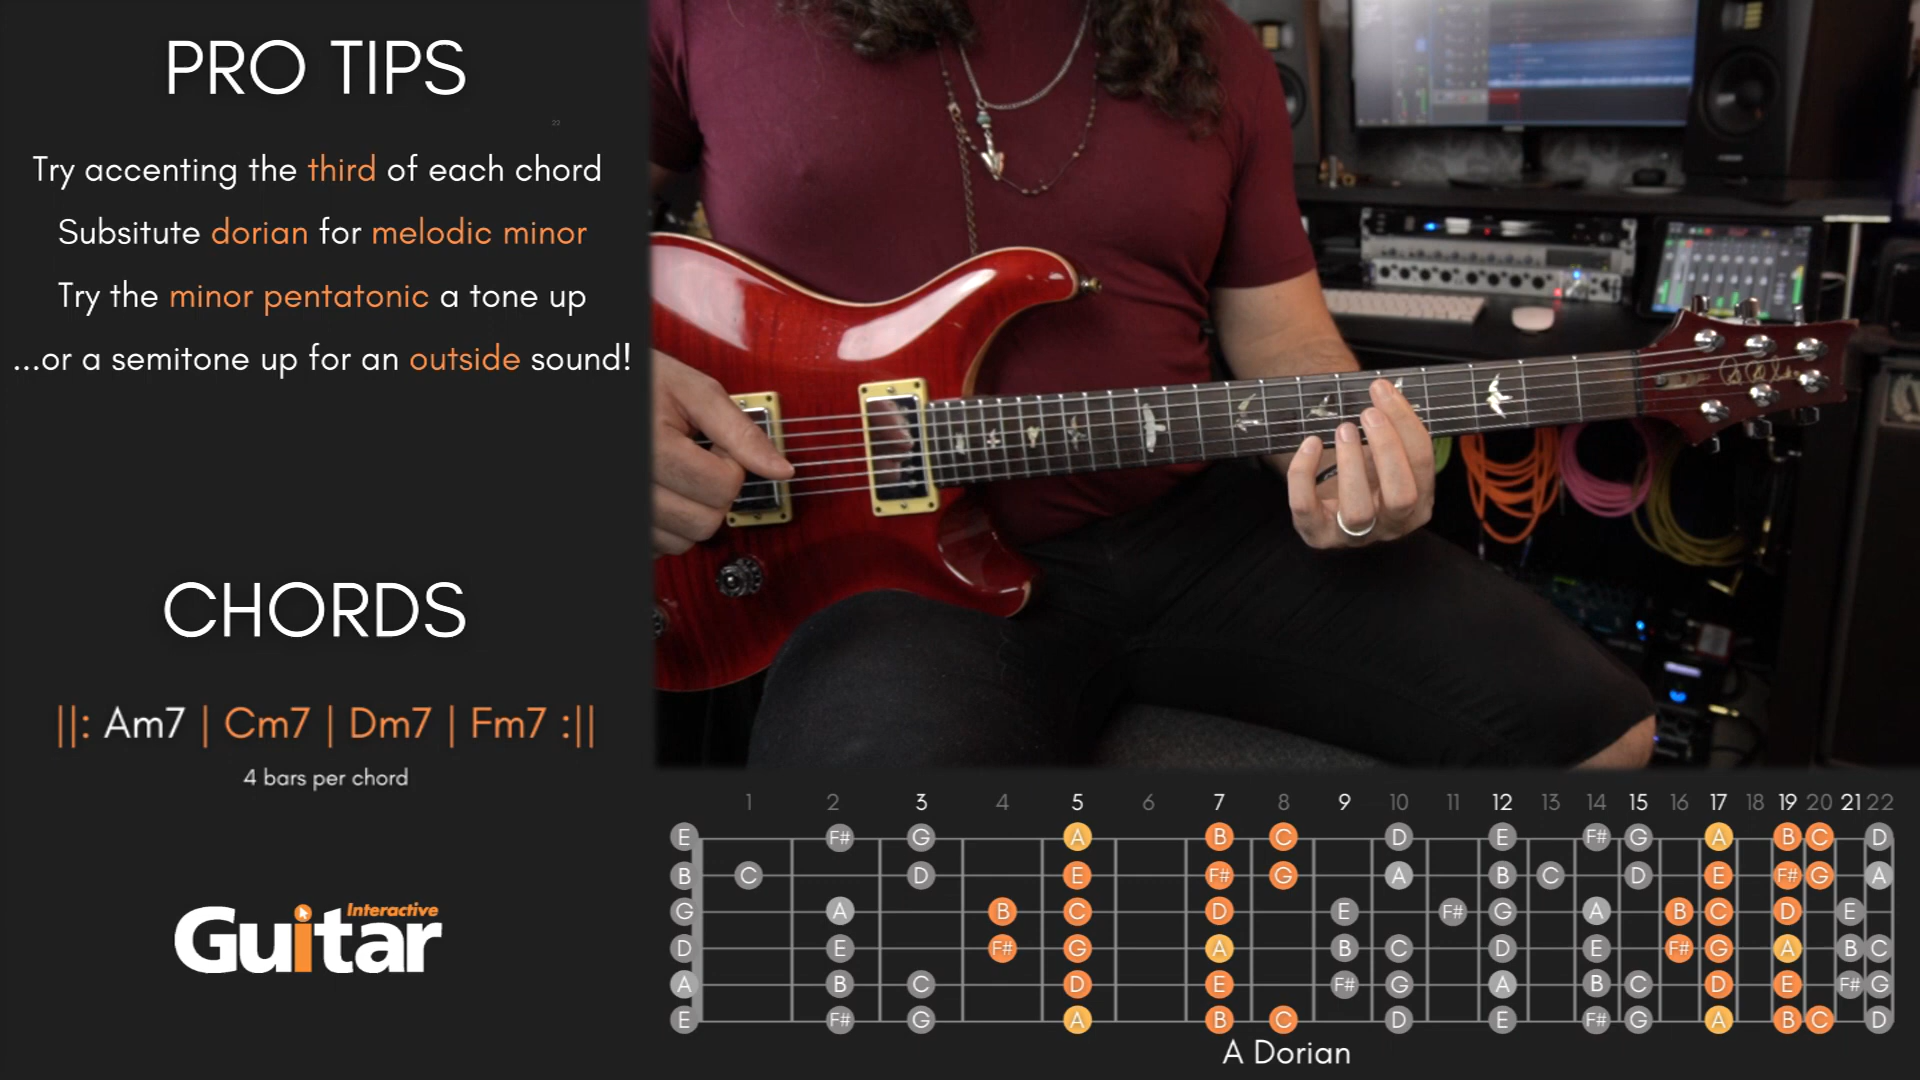 PRO TIPS
Try accenting the third of each chord
Subsitute dorian for melodic minor
Try the minor pentatonic a tone up
...or a semitone up for an outside sound!
CHORDS
||: Am7 | Cm7 | Dm7 | Fm7 :||
4 bars per chord
Interactive
Guitar
1 2 3 4 5 6 7 8 9 10 11 12 13 14 15 16 17 18 19 20 21 22
E F# G A B C D E F# G A B C D
B C D E F# G A B C D E F# G A
G A B C D E F# G A B C D E
D E F# G A B C D E F# G A B C
A B C D E F# G A B C D E F# G
E F# G A B C D E F# G A B C D
A Dorian